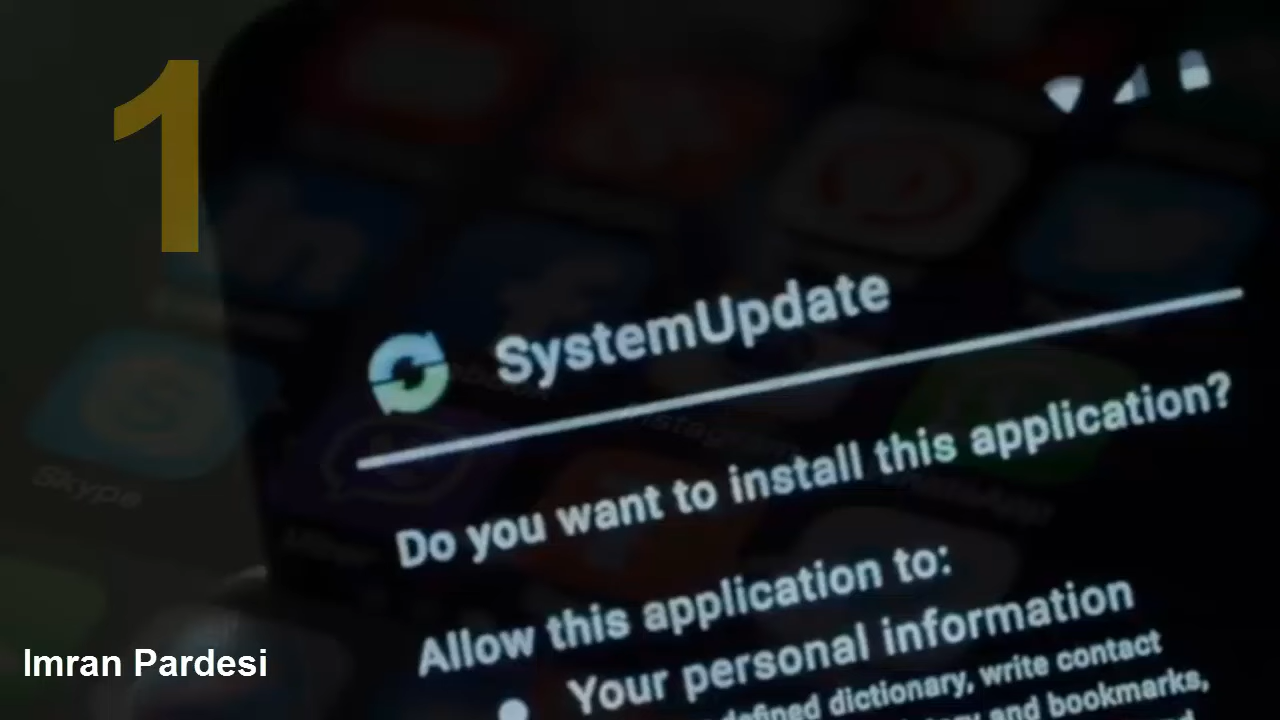 1
SystemUpdate
Do you want to install this application?
Allow this application to:
Your personal information
defined dictionary, write contact
and bookmarks,
Skype
Imran Pardesi